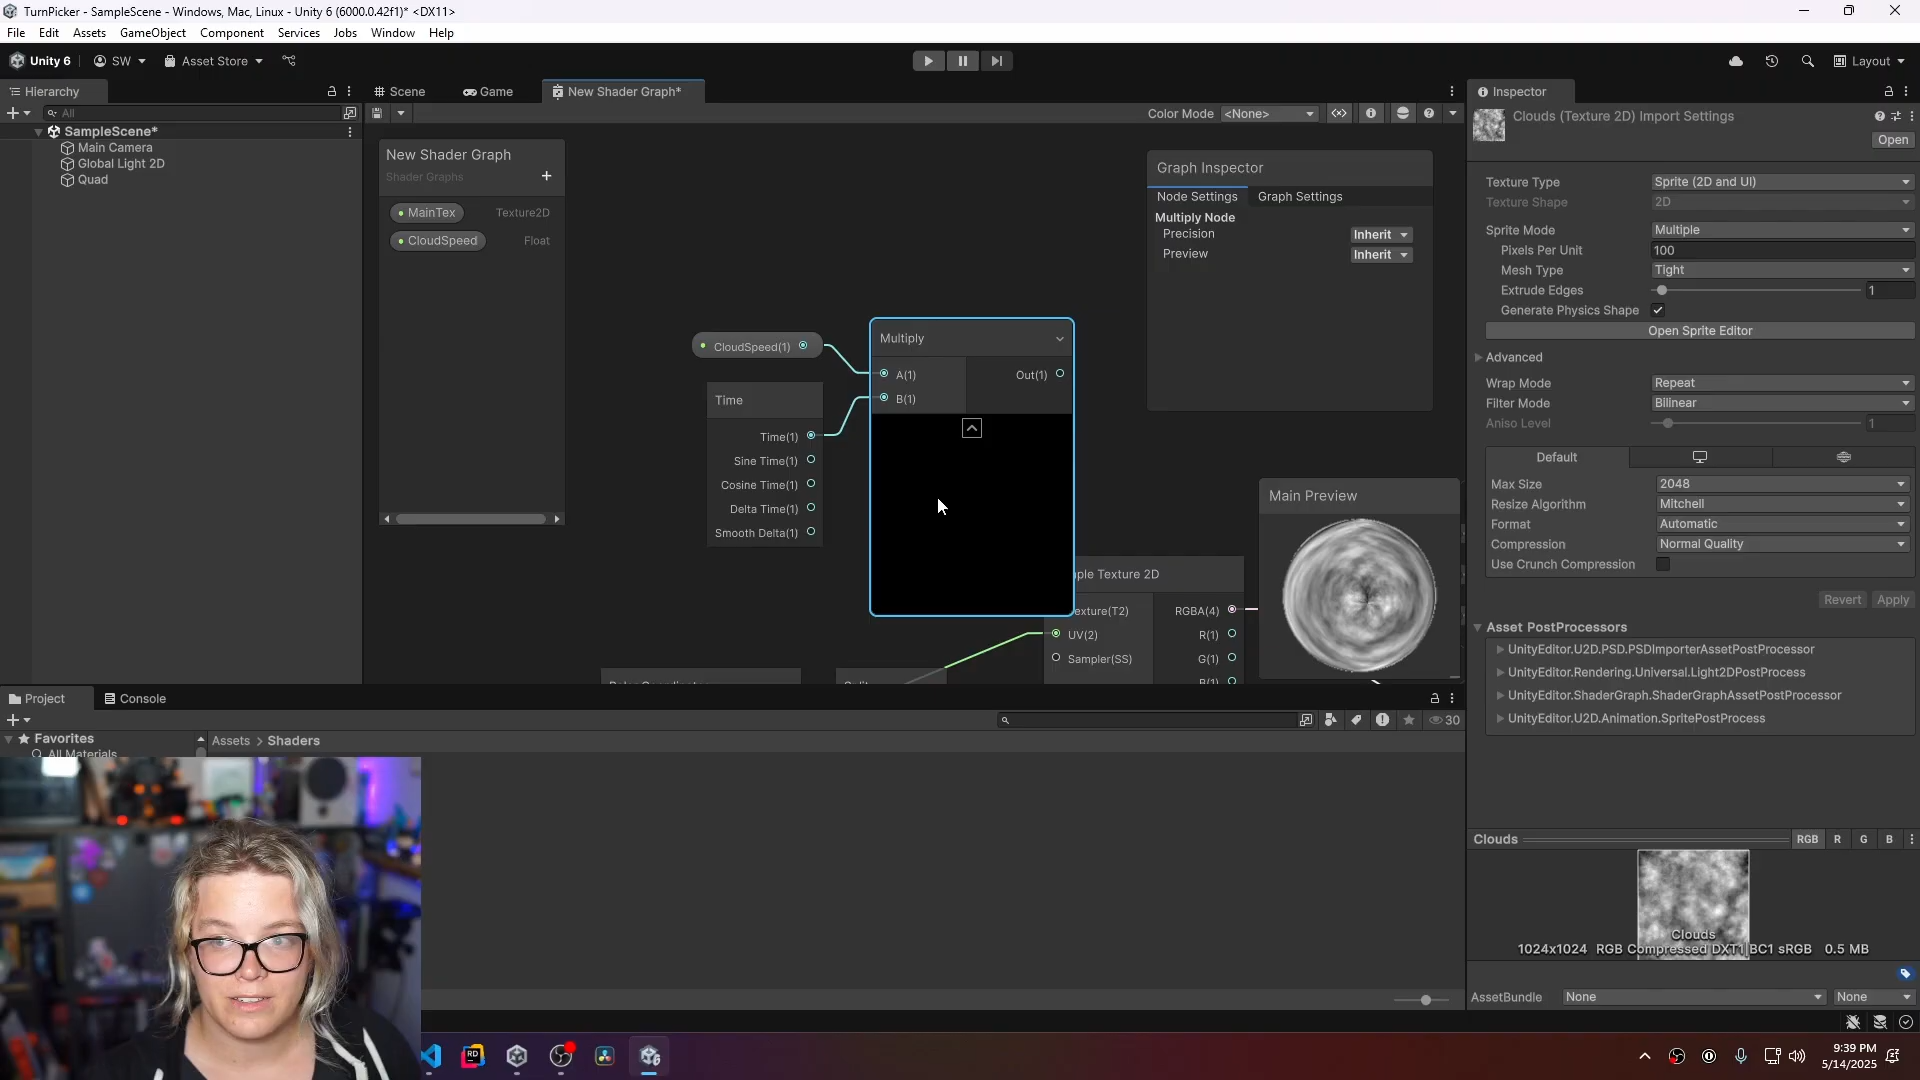 TurnPicker - SampleScene - Windows, Mac, Linux - Unity 6 (6000.0.42f1)* <DX11>
File Edit Assets GameObject Component Services Jobs Window Help
Unity 6 SW Asset Store Layout
Hierarchy
All
SampleScene*
Main Camera
Global Light 2D
Quad
Scene Game New Shader Graph*
Color Mode <None>
New Shader Graph
Shader Graphs
MainTex Texture2D
CloudSpeed Float
Graph Inspector
Node Settings Graph Settings
Multiply Node
Precision Inherit
Preview Inherit
CloudSpeed(1)
Multiply
A(1) Out(1)
B(1)
Time
Time(1)
Sine Time(1)
Cosine Time(1)
Delta Time(1)
Smooth Delta(1)
ple Texture 2D
exture(T2) RGBA(4)
UV(2) R(1)
Sampler(SS) G(1)
B(1)
Main Preview
Inspector
Clouds (Texture 2D) Import Settings
Open
Texture Type Sprite (2D and UI)
Texture Shape 2D
Sprite Mode Multiple
Pixels Per Unit 100
Mesh Type Tight
Extrude Edges 1
Generate Physics Shape
Open Sprite Editor
Advanced
Wrap Mode Repeat
Filter Mode Bilinear
Aniso Level 1
Default
Max Size 2048
Resize Algorithm Mitchell
Format Automatic
Compression Normal Quality
Use Crunch Compression
Revert Apply
Asset PostProcessors
UnityEditor.U2D.PSD.PSDImporterAssetPostProcessor
UnityEditor.Rendering.Universal.Light2DPostProcess
UnityEditor.ShaderGraph.ShaderGraphAssetPostProcessor
UnityEditor.U2D.Animation.SpritePostProcess
Clouds RGB R G B
Clouds
1024x1024 RGB Compressed DXT1|BC1 sRGB 0.5 MB
AssetBundle None None
Project Console
30
Favorites
All Materials
Assets > Shaders
RD
9:39 PM
5/14/2025